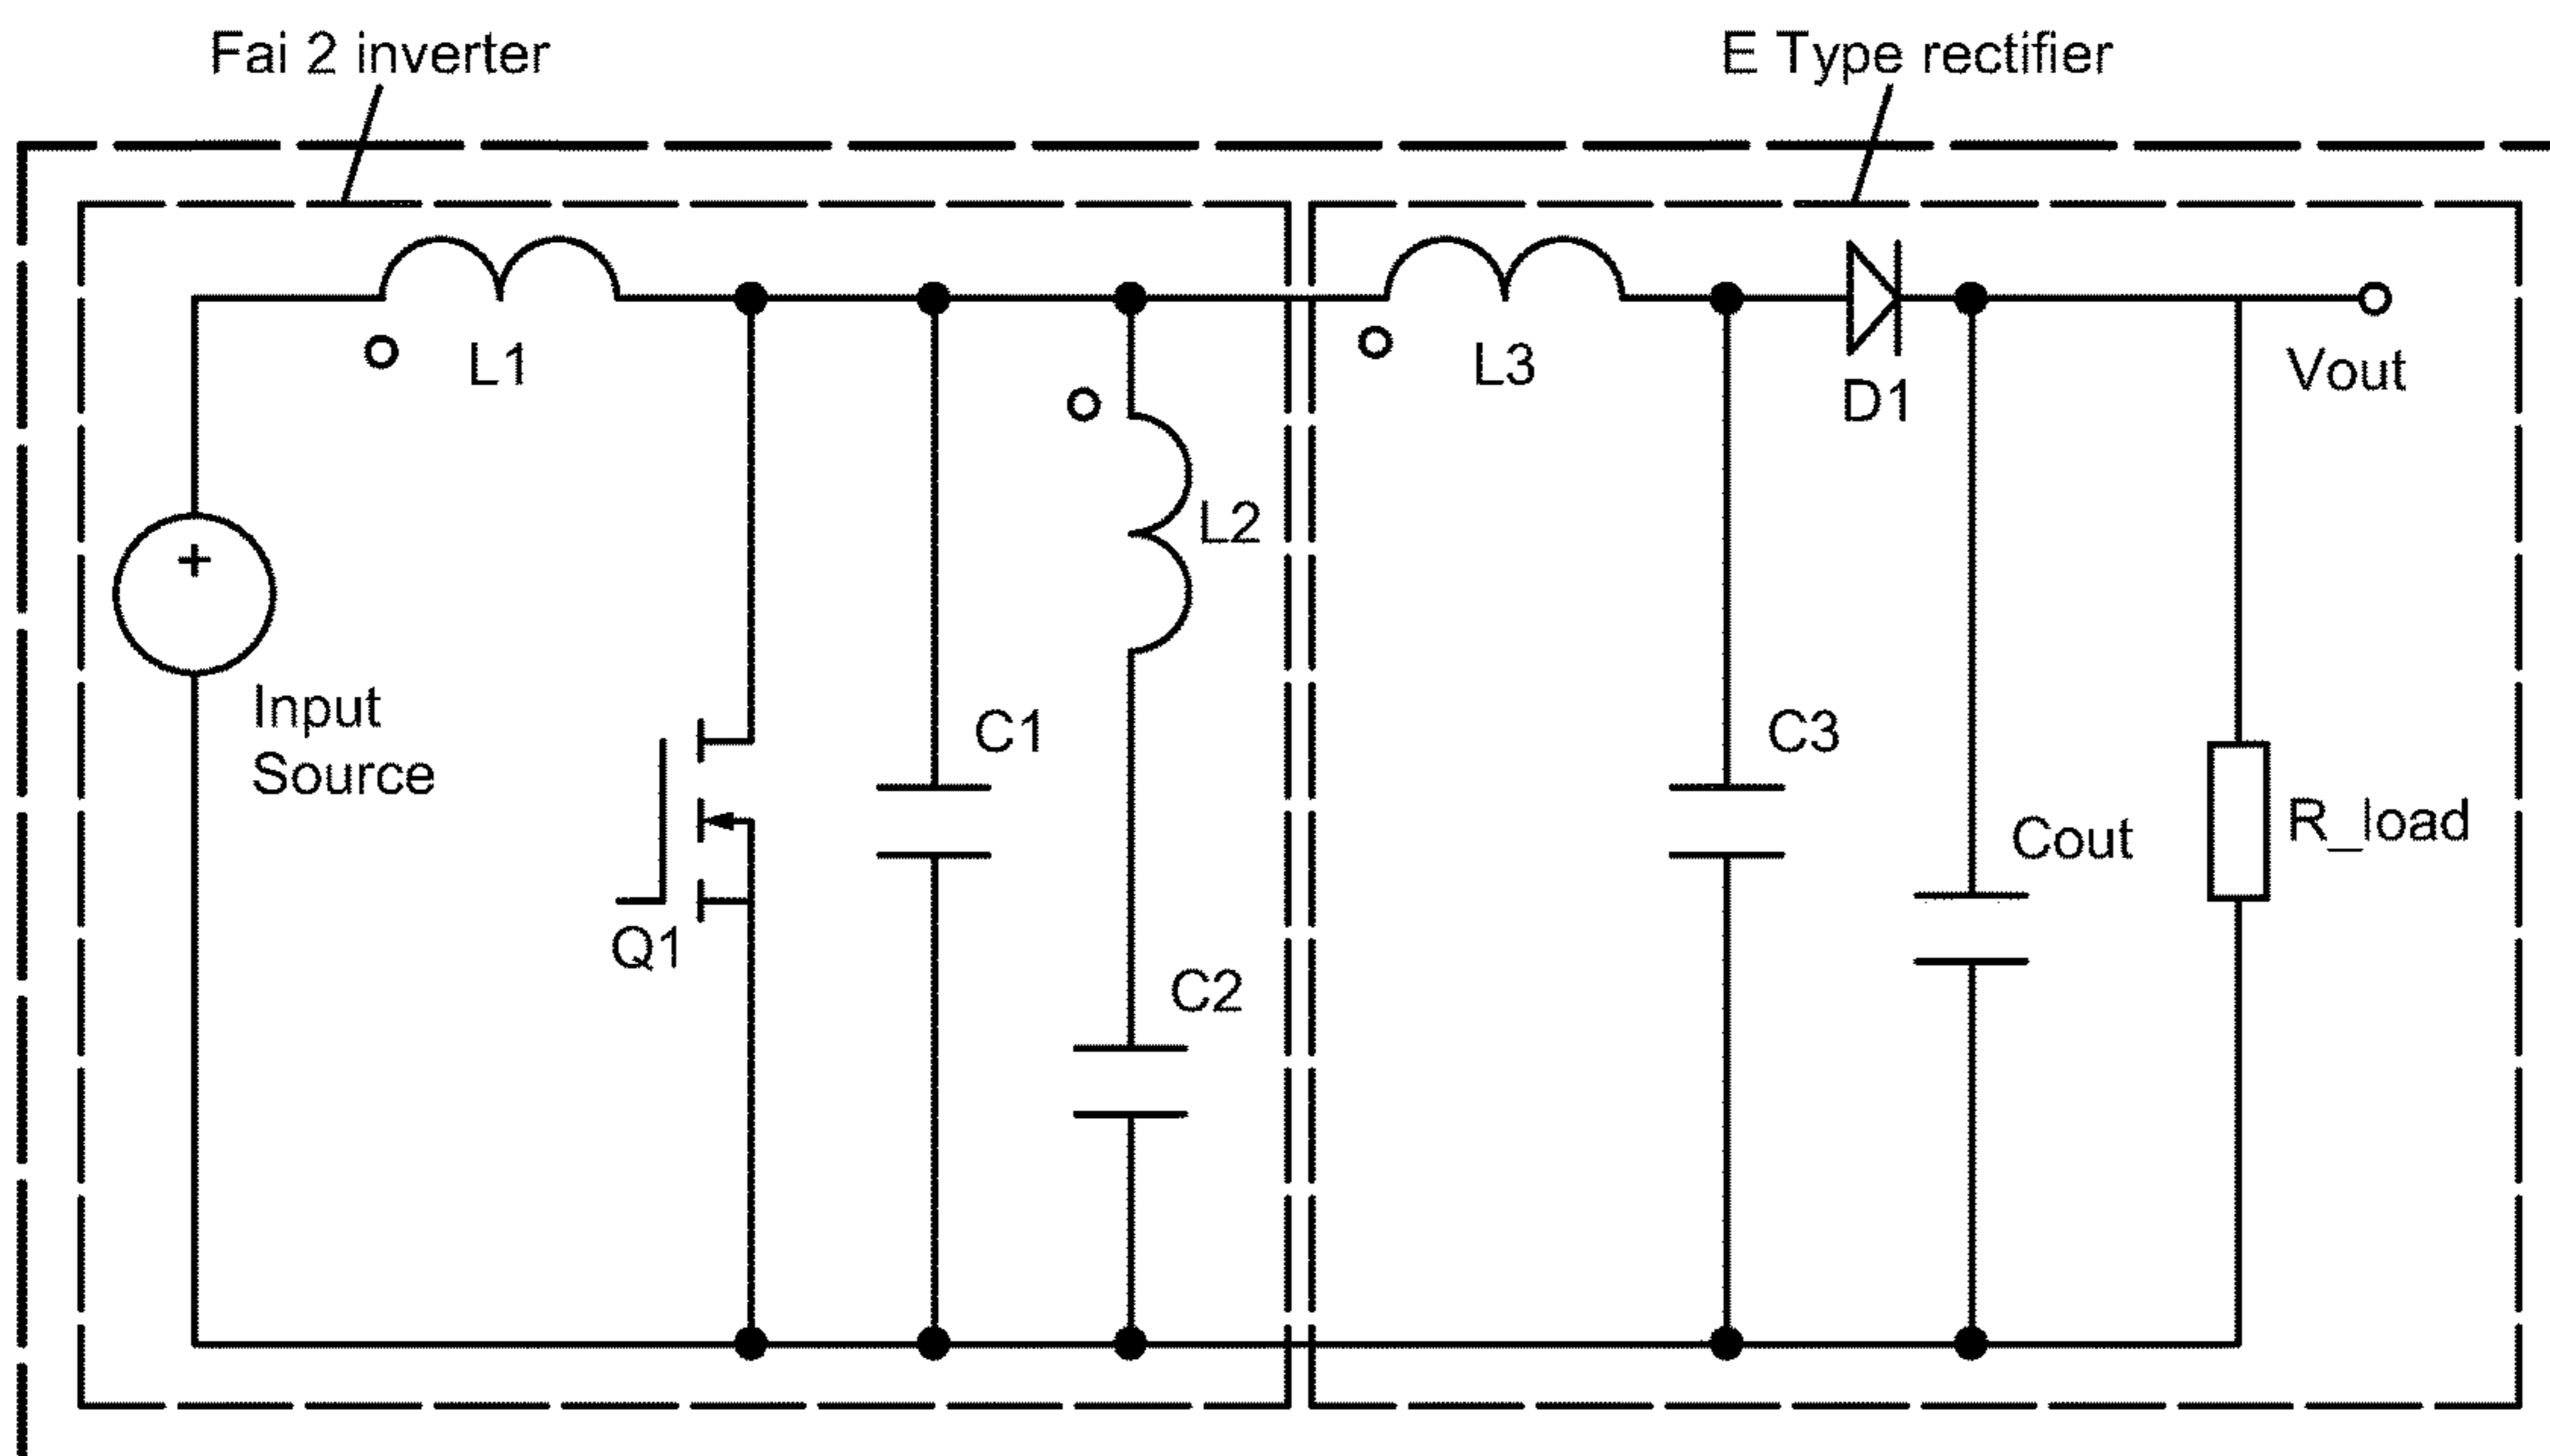 Fai 2 inverter
E Type rectifier
L1
L3
D1
Vout
L2
+
Input
Source
C1
C3
Cout
R_load
Q1
C2